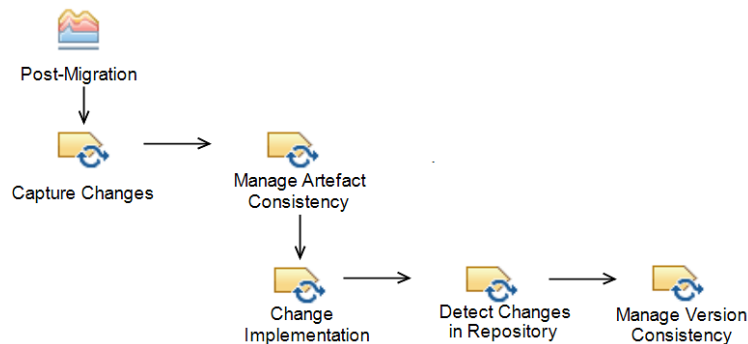 Post-Migration
Capture Changes
Manage Artefact
Consistency
Change
Implementation
Detect Changes
in Repository
Manage Version
Consistency